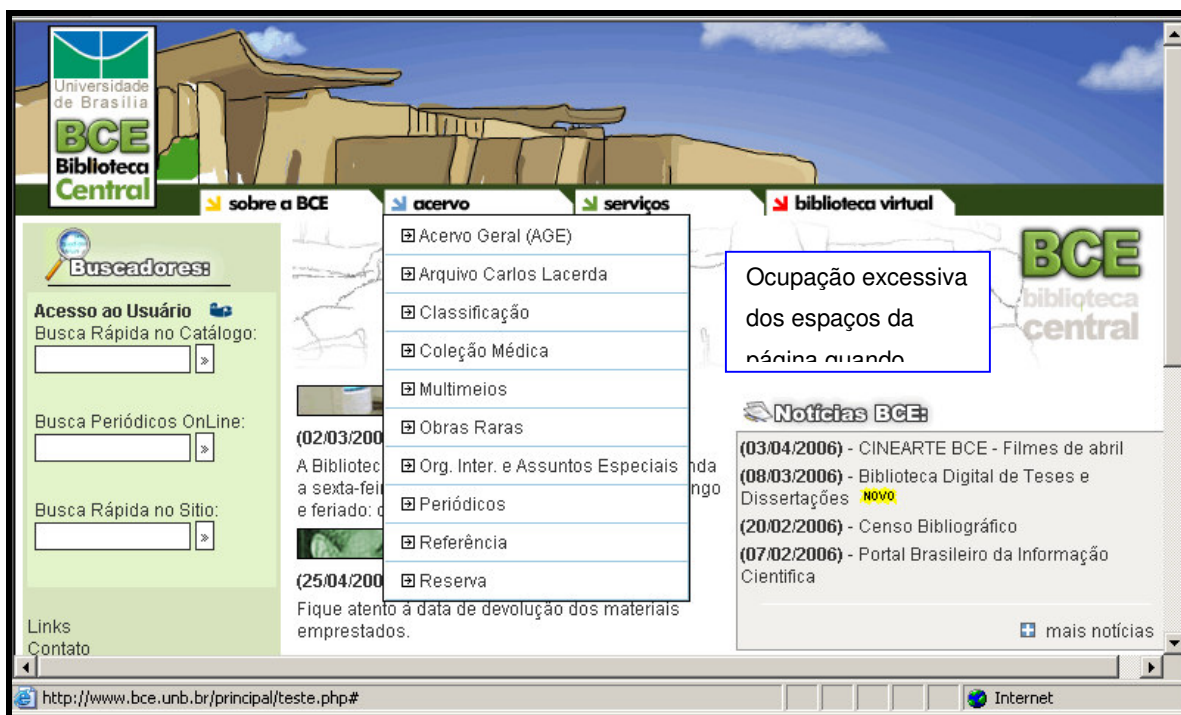 Universidade
de Brasilia
BCE
Biblioteca
Central
sobre a BCE
acervo
serviços
biblioteca virtual
Buscadores:
Acesso ao Usuário
Busca Rápida no Catálogo:
»
Busca Periódicos OnLine:
»
Busca Rápida no Sitio:
»
Links
Contato
Acervo Geral (AGE)
Arquivo Carlos Lacerda
Classificação
Coleção Médica
Multimeios
Obras Raras
Org. Inter. e Assuntos Especiais
Periódicos
Referência
Reserva
(02/03/200
A Bibliotec nda
a sexta-feir ngo
e feriado:
(25/04/200
Fique atento à data de devolução dos materiais
emprestados.
Ocupação excessiva
dos espaços da
página quando
BCE
biblioteca
central
Notícias BCE:
(03/04/2006) - CINEARTE BCE - Filmes de abril
(08/03/2006) - Biblioteca Digital de Teses e
Dissertações NOVO
(20/02/2006) - Censo Bibliográfico
(07/02/2006) - Portal Brasileiro da Informação
Cientifica
mais notícias
http://www.bce.unb.br/principal/teste.php#
Internet